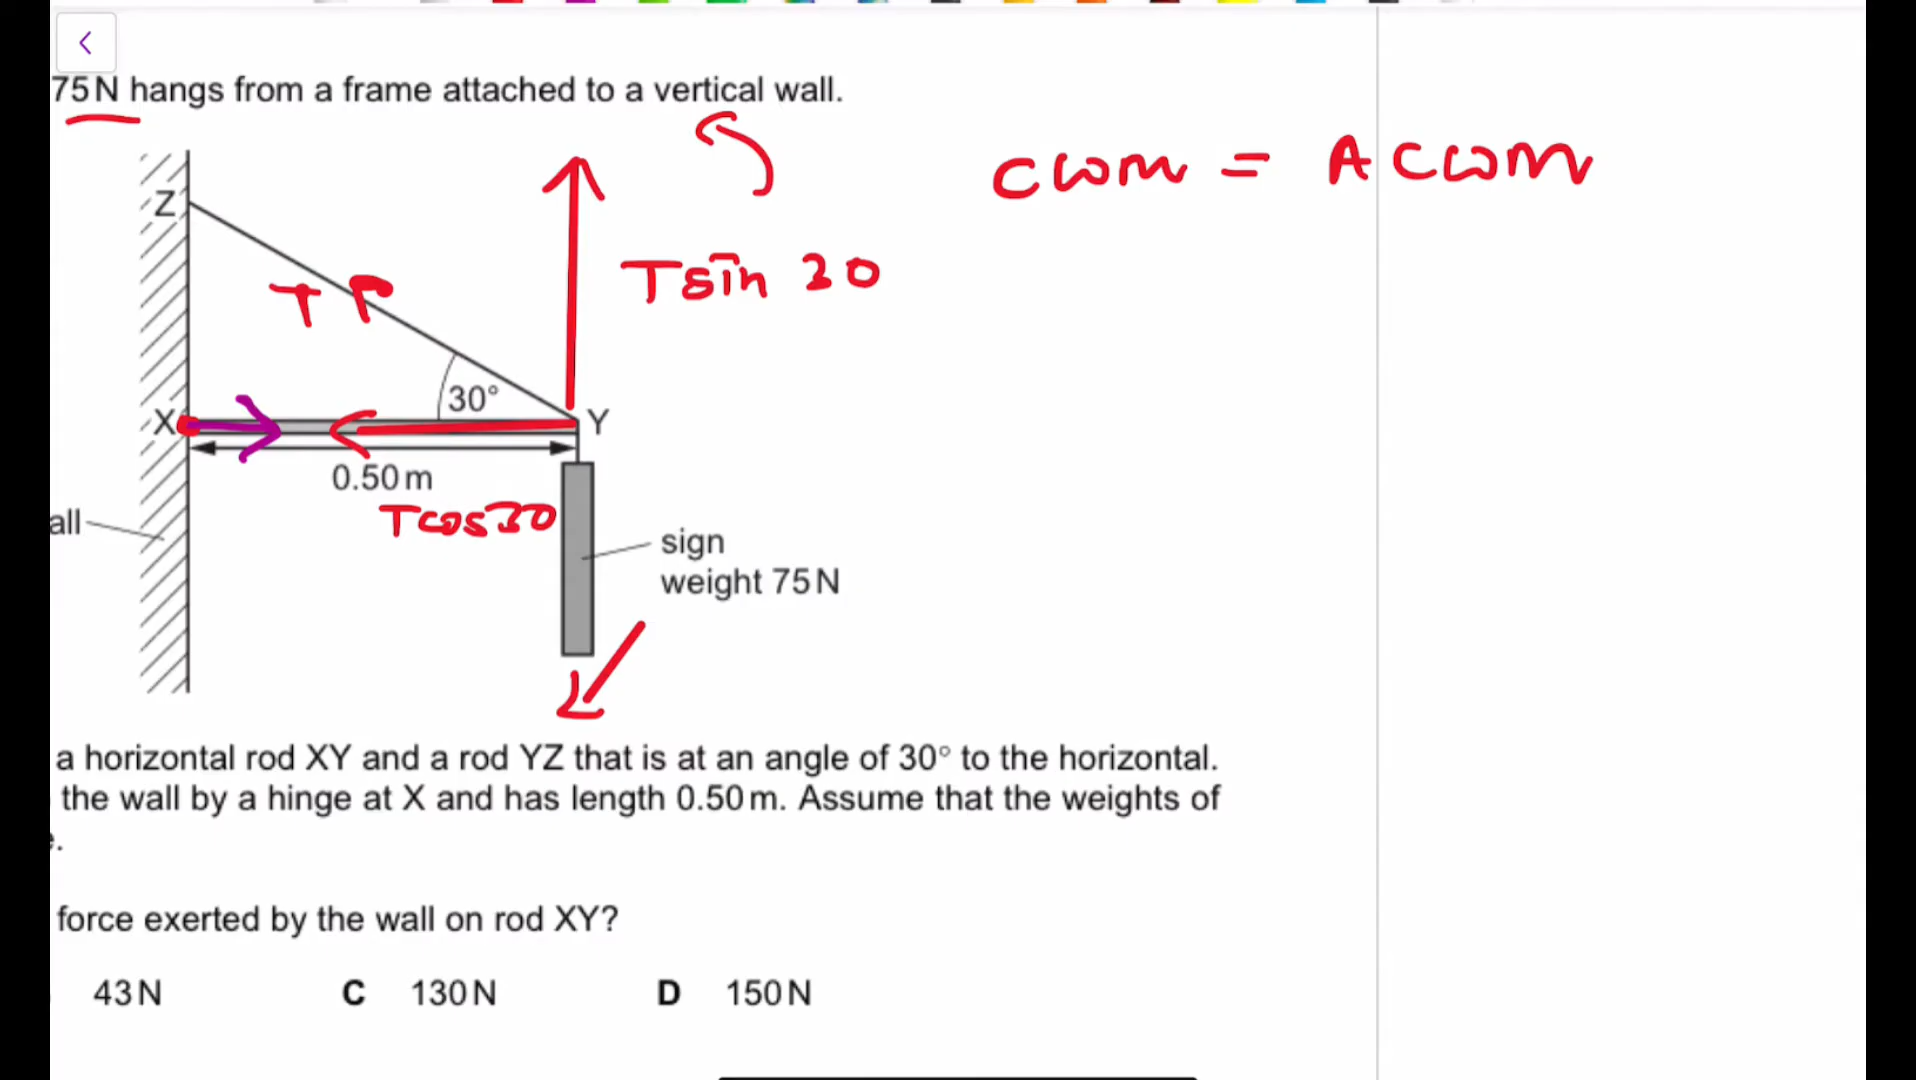 75 N hangs from a frame attached to a vertical wall.
CWM = ACWM
Z
T
Tsin 30
30°
X
Y
0.50 m
Tcos30
all
sign
weight 75 N
a horizontal rod XY and a rod YZ that is at an angle of 30° to the horizontal.
the wall by a hinge at X and has length 0.50 m. Assume that the weights of
.
force exerted by the wall on rod XY?
43 N C 130 N D 150 N